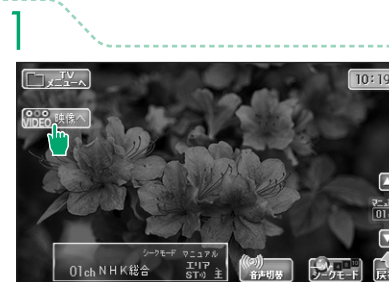 1
TV
メニューへ
10:19
VIDEO 映像へ
シークモード マニュアル
01ch NHK総合
エリア
ST 主
音声切替
シークモード